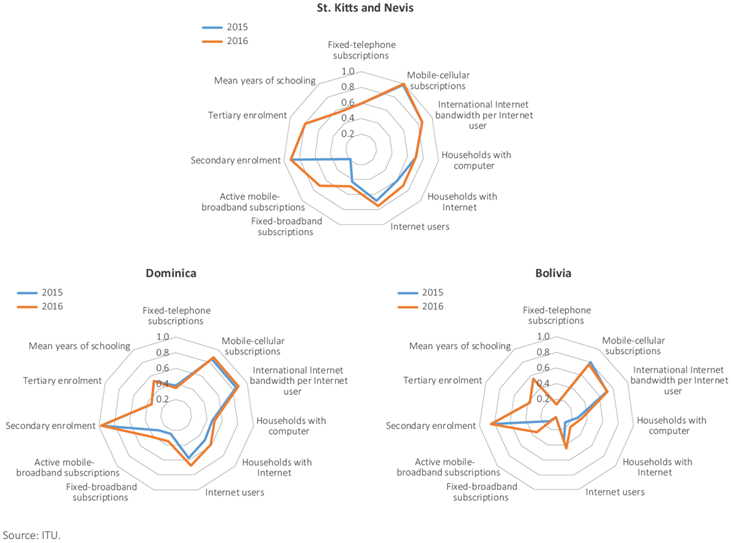 St. Kitts and Nevis
2015
2016
Fixed-telephone
subscriptions
Mean years of schooling
Mobile-cellular
subscriptions
Tertiary enrolment
International Internet
bandwidth per Internet
user
Secondary enrolment
Households with
computer
Active mobile-
broadband subscriptions
Households with
Internet
Fixed-broadband
subscriptions
Internet users
1.0
0.8
0.6
0.4
0.2
Dominica
2015
2016
Fixed-telephone
subscriptions
Mean years of schooling
Mobile-cellular
subscriptions
Tertiary enrolment
International Internet
bandwidth per Internet
user
Secondary enrolment
Households with
computer
Active mobile-
broadband subscriptions
Households with
Internet
Fixed-broadband
subscriptions
Internet users
1.0
0.8
0.6
0.4
0.2
Bolivia
2015
2016
Fixed-telephone
subscriptions
Mean years of schooling
Mobile-cellular
subscriptions
Tertiary enrolment
International Internet
bandwidth per Internet
user
Secondary enrolment
Households with
computer
Active mobile-
broadband subscriptions
Households with
Internet
Fixed-broadband
subscriptions
Internet users
1.0
0.8
0.6
0.4
0.2
Source: ITU.